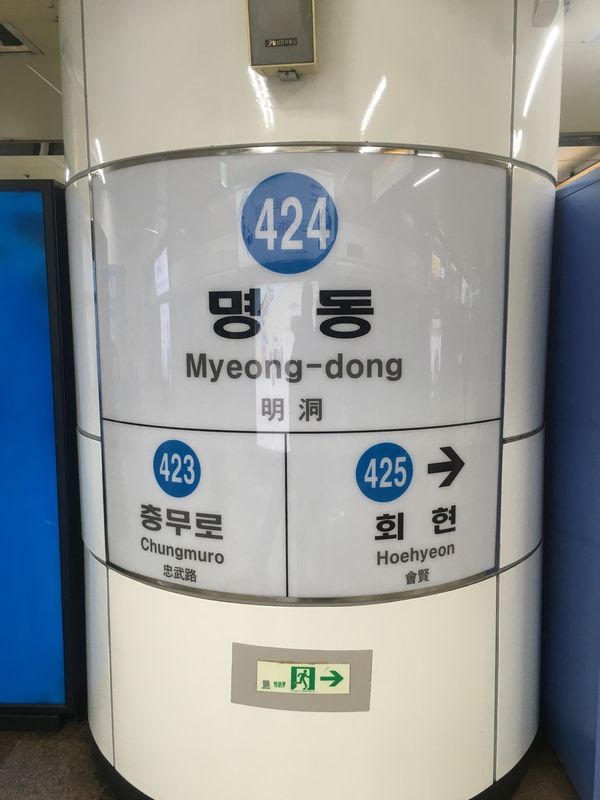 424
명 동
Myeong-dong
明 洞
423
충무로
Chungmuro
忠武路
425 →
회 현
Hoehyeon
會賢